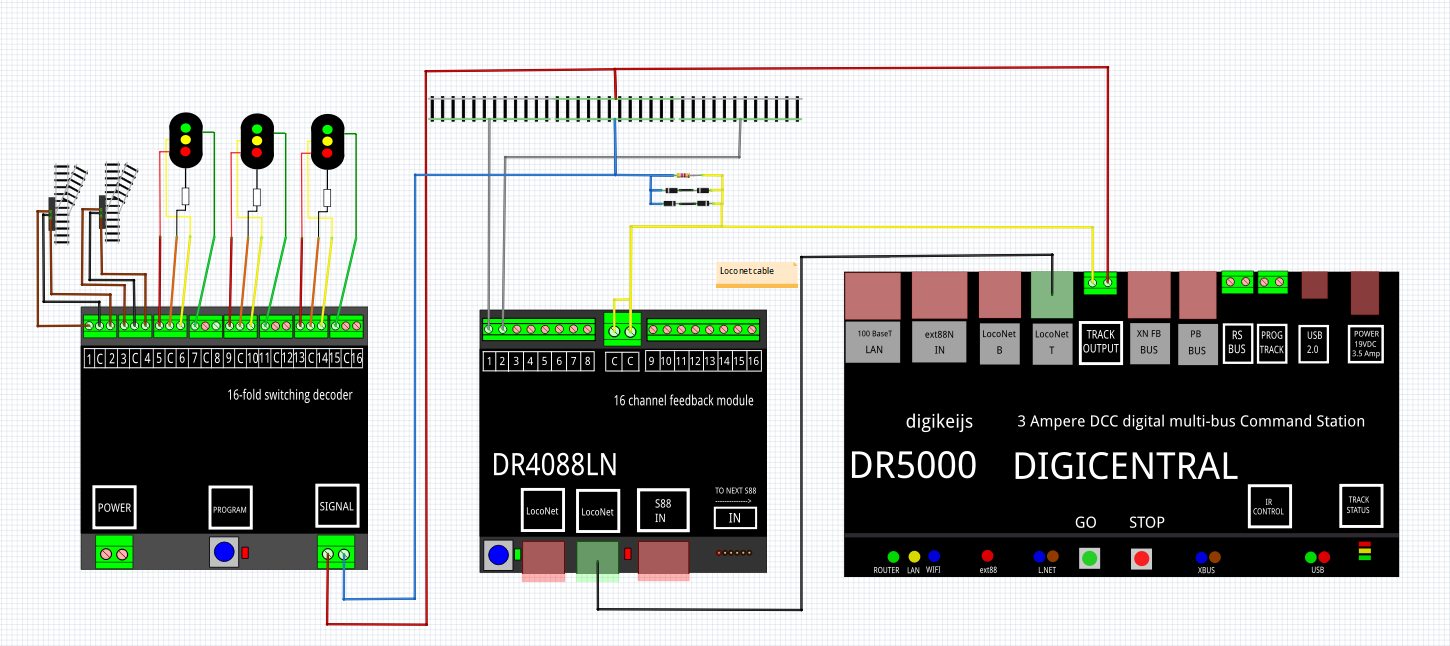 Loconetcable
1 C 2 3 C 4 5 C 6 7 C 8 9 C 10 11 C 12 13 C 14 15 C 16
16-fold switching decoder
POWER
PROGRAM
SIGNAL
1 2 3 4 5 6 7 8 C C 9 10 11 12 13 14 15 16
16 channel feedback module
DR4088LN
LocoNet
LocoNet
S88
IN
TO NEXT S88
-------------->
IN
100 BaseT
LAN
ext88N
IN
LocoNet
B
LocoNet
T
TRACK
OUTPUT
XN FB
BUS
PB
BUS
RS
BUS
PROG
TRACK
USB
2.0
POWER
19VDC
3.5 Amp
digikeijs
3 Ampere DCC digital multi-bus Command Station
DR5000
DIGICENTRAL
IR
CONTROL
TRACK
STATUS
GO
STOP
ROUTER
LAN
WIFI
ext88
L.NET
XBUS
USB